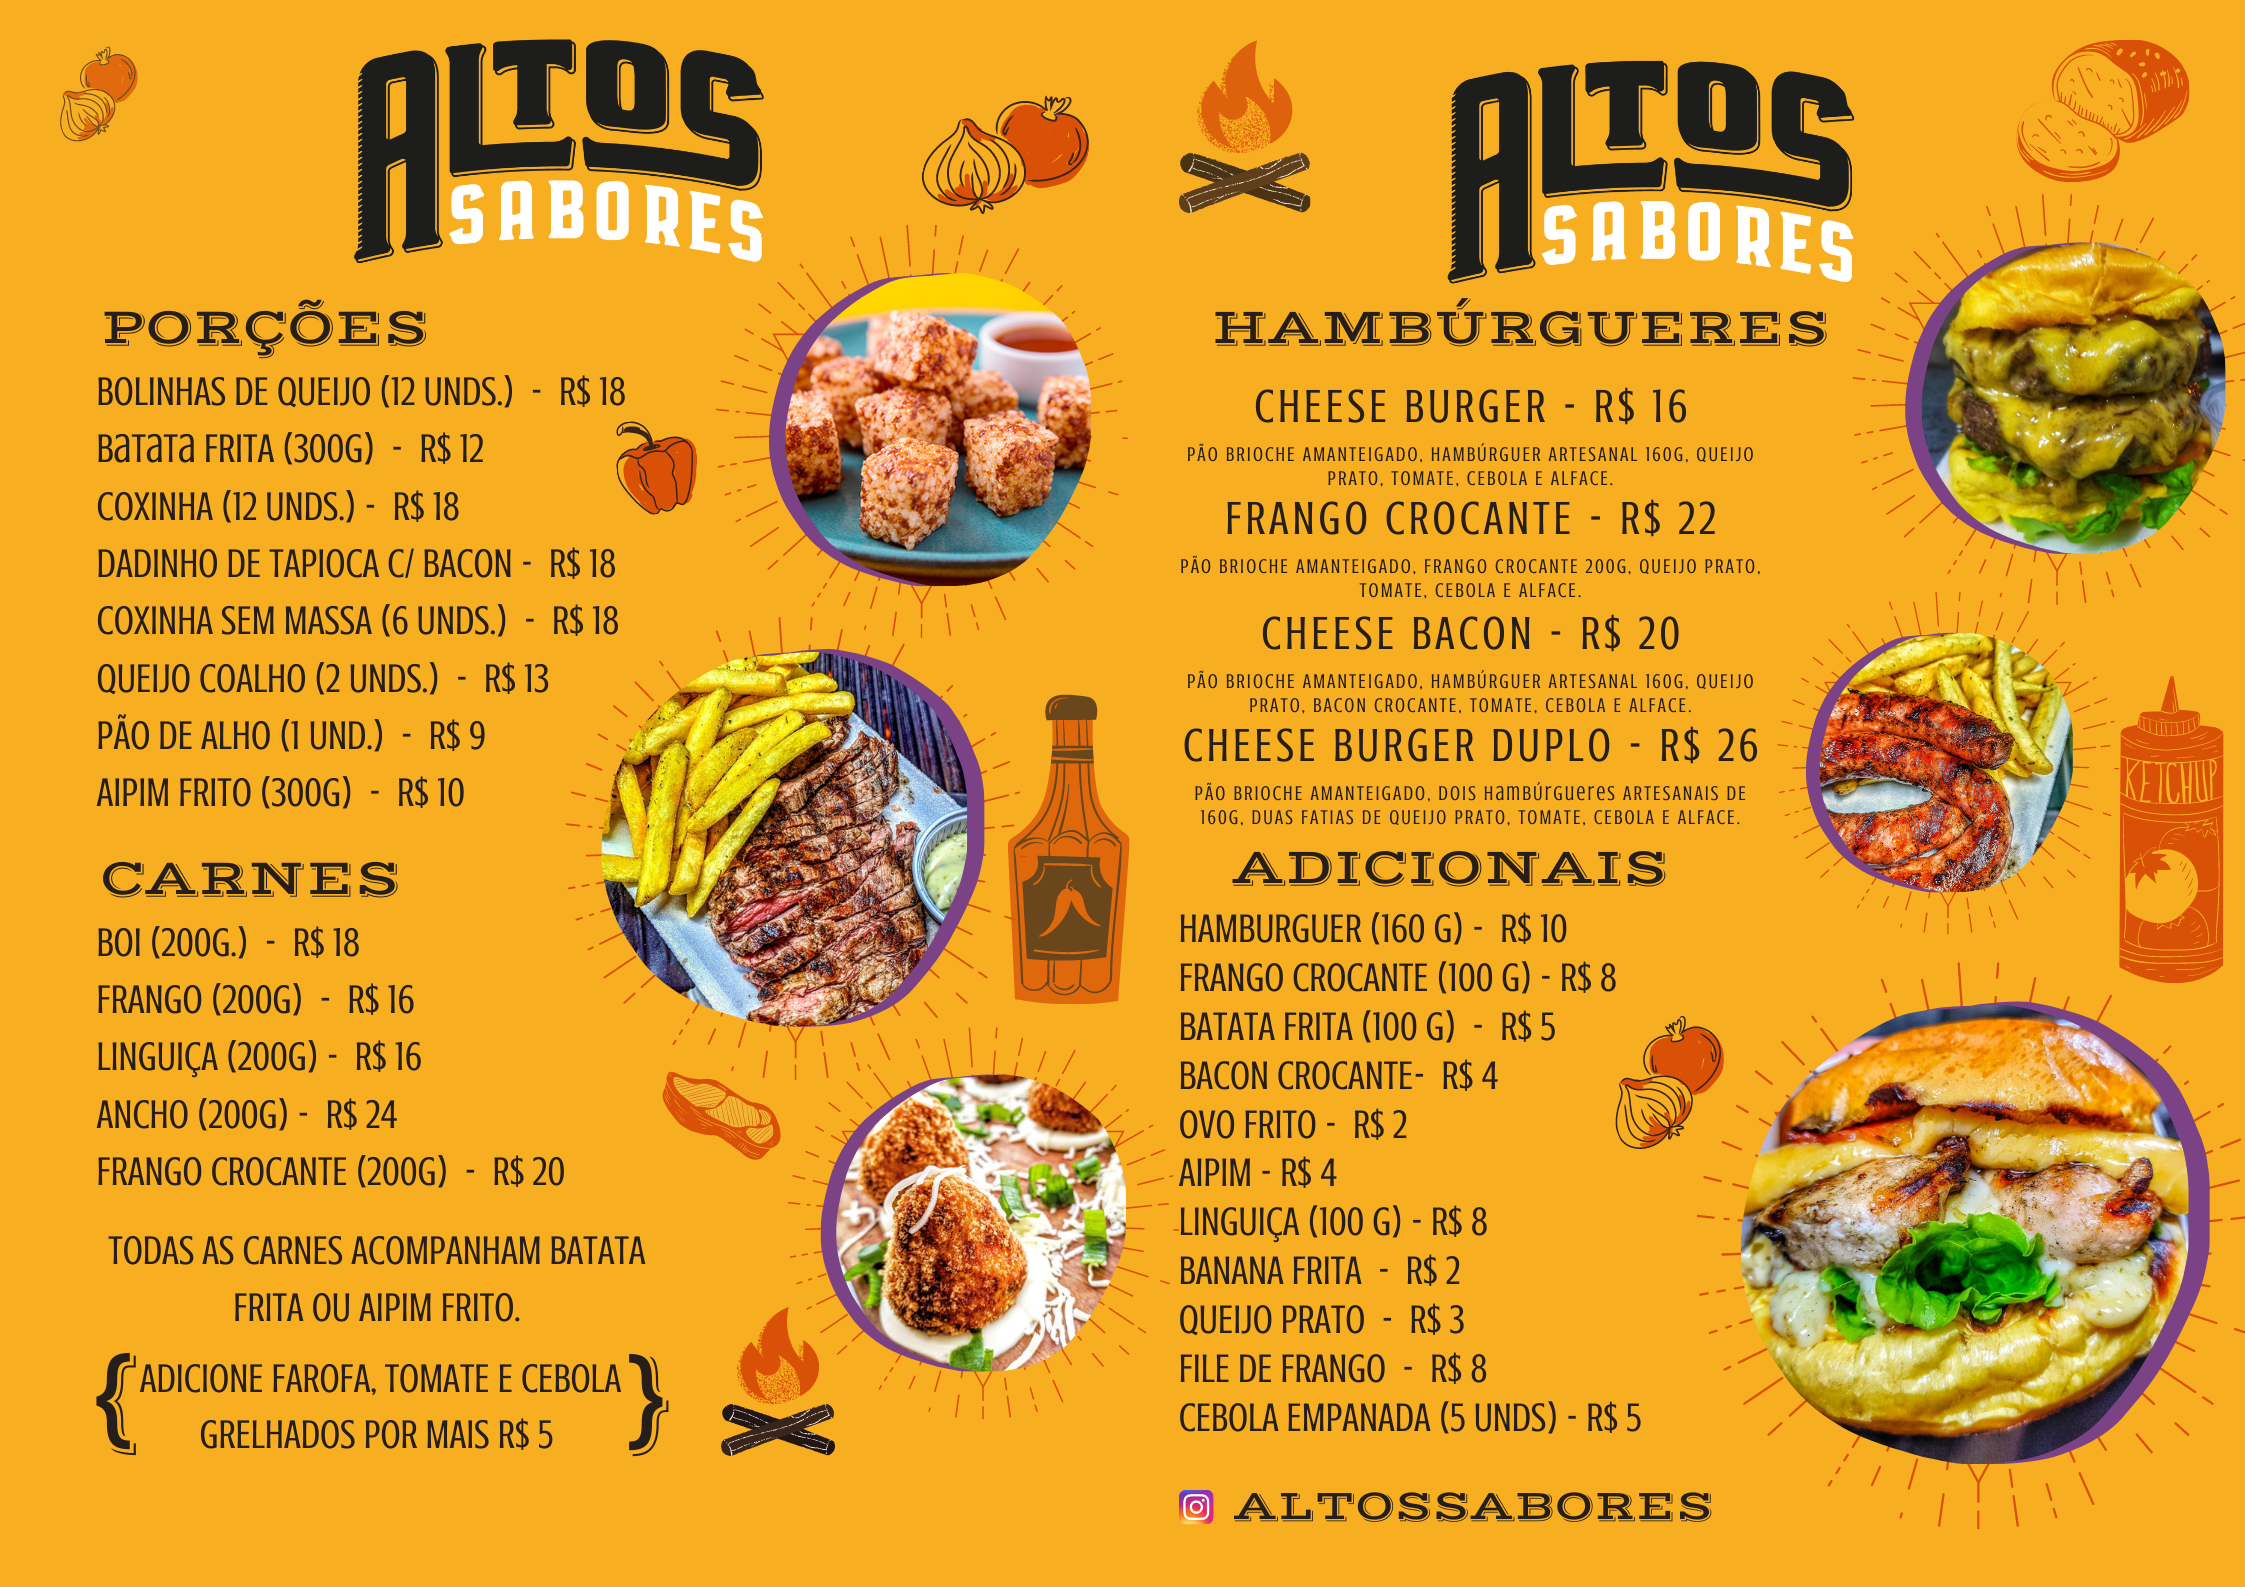 ALTOS
SABORES
PORÇÕES
BOLINHAS DE QUEIJO (12 UNDS.) - R$ 18
BaTaTa FRITA (300G) - R$ 12
COXINHA (12 UNDS.) - R$ 18
DADINHO DE TAPIOCA C/ BACON - R$ 18
COXINHA SEM MASSA (6 UNDS.) - R$ 18
QUEIJO COALHO (2 UNDS.) - R$ 13
PÃO DE ALHO (1 UND.) - R$ 9
AIPIM FRITO (300G) - R$ 10
CARNES
BOI (200G.) - R$ 18
FRANGO (200G) - R$ 16
LINGUIÇA (200G) - R$ 16
ANCHO (200G) - R$ 24
FRANGO CROCANTE (200G) - R$ 20
TODAS AS CARNES ACOMPANHAM BATATA
FRITA OU AIPIM FRITO.
{ADICIONE FAROFA, TOMATE E CEBOLA
GRELHADOS POR MAIS R$ 5}
ALTOS
SABORES
HAMBÚRGUERES
CHEESE BURGER - R$ 16
PÃO BRIOCHE AMANTEIGADO, HAMBÚRGUER ARTESANAL 160G, QUEIJO
PRATO, TOMATE, CEBOLA E ALFACE.
FRANGO CROCANTE - R$ 22
PÃO BRIOCHE AMANTEIGADO, FRANGO CROCANTE 200G, QUEIJO PRATO,
TOMATE, CEBOLA E ALFACE.
CHEESE BACON - R$ 20
PÃO BRIOCHE AMANTEIGADO, HAMBÚRGUER ARTESANAL 160G, QUEIJO
PRATO, BACON CROCANTE, TOMATE, CEBOLA E ALFACE.
CHEESE BURGER DUPLO - R$ 26
PÃO BRIOCHE AMANTEIGADO, DOIS Hambúrgueres ARTESANAIS DE
160G, DUAS FATIAS DE QUEIJO PRATO, TOMATE, CEBOLA E ALFACE.
KETCHUP
ADICIONAIS
HAMBURGUER (160 G) - R$ 10
FRANGO CROCANTE (100 G) - R$ 8
BATATA FRITA (100 G) - R$ 5
BACON CROCANTE- R$ 4
OVO FRITO - R$ 2
AIPIM - R$ 4
LINGUIÇA (100 G) - R$ 8
BANANA FRITA - R$ 2
QUEIJO PRATO - R$ 3
FILE DE FRANGO - R$ 8
CEBOLA EMPANADA (5 UNDS) - R$ 5
ALTOSSABORES